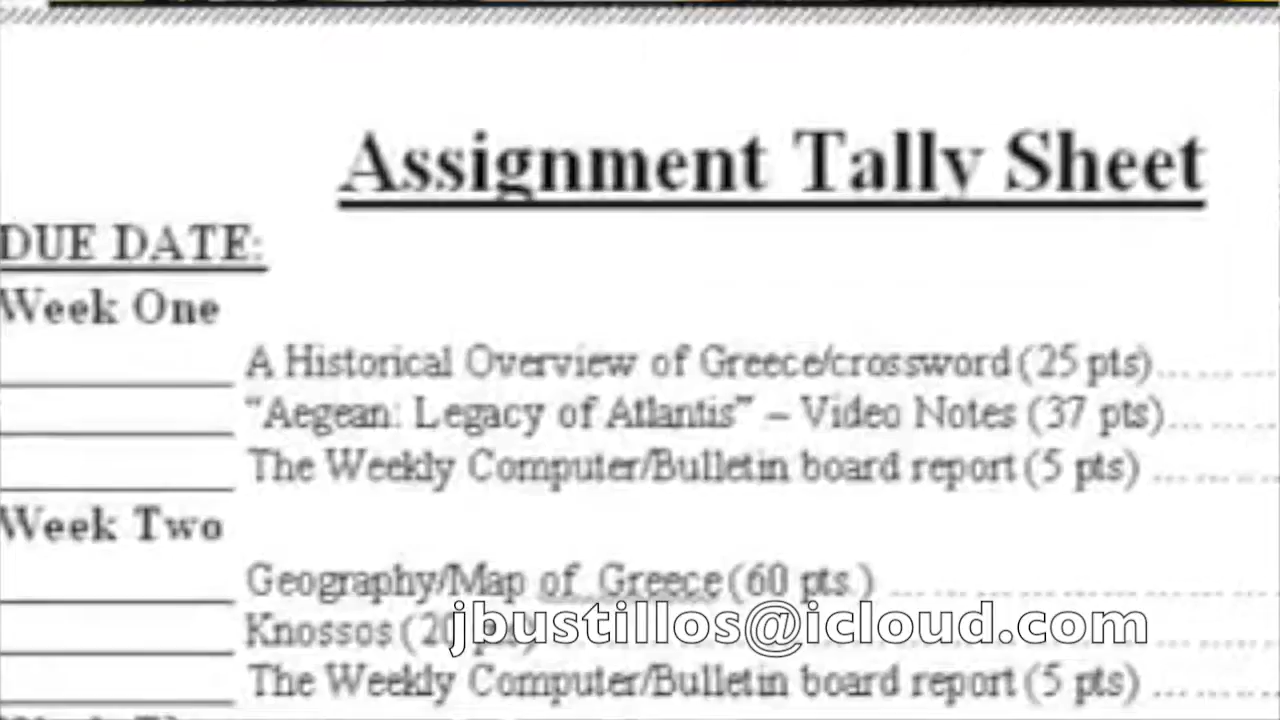 Assignment Tally Sheet
DUE DATE:
Week One
A Historical Overview of Greece/crossword (25 pts)
"Aegean: Legacy of Atlantis" – Video Notes (37 pts)
The Weekly Computer/Bulletin board report (5 pts)
Week Two
Geography/Map of Greece (60 pts.)
Knossos (20 pts)
jbustillos@icloud.com
The Weekly Computer/Bulletin board report (5 pts)